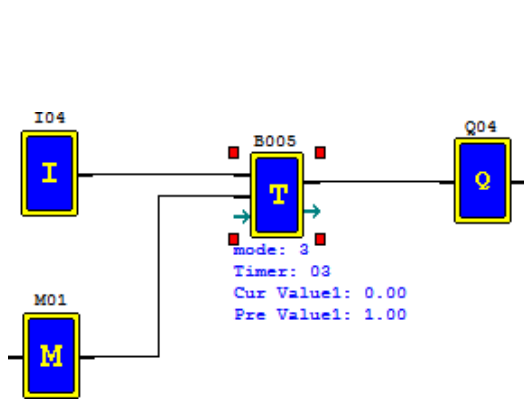 I04
I
B005
T
Q04
Q
mode: 3
Timer: 03
Cur Value1: 0.00
Pre Value1: 1.00
M01
M